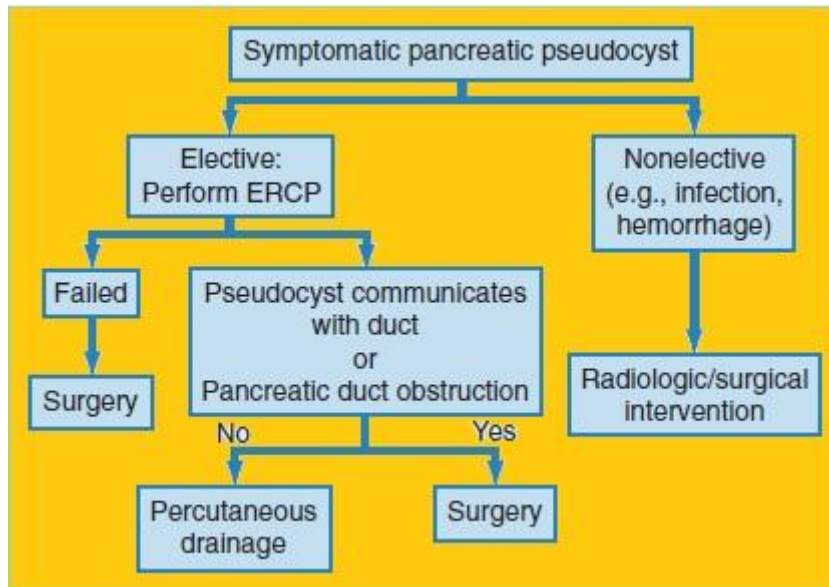 Symptomatic pancreatic pseudocyst
Elective:
Perform ERCP
Nonelective
(e.g., infection,
hemorrhage)
Failed
Pseudocyst communicates
with duct
or
Pancreatic duct obstruction
Surgery
Radiologic/surgical
intervention
No
Yes
Percutaneous
drainage
Surgery